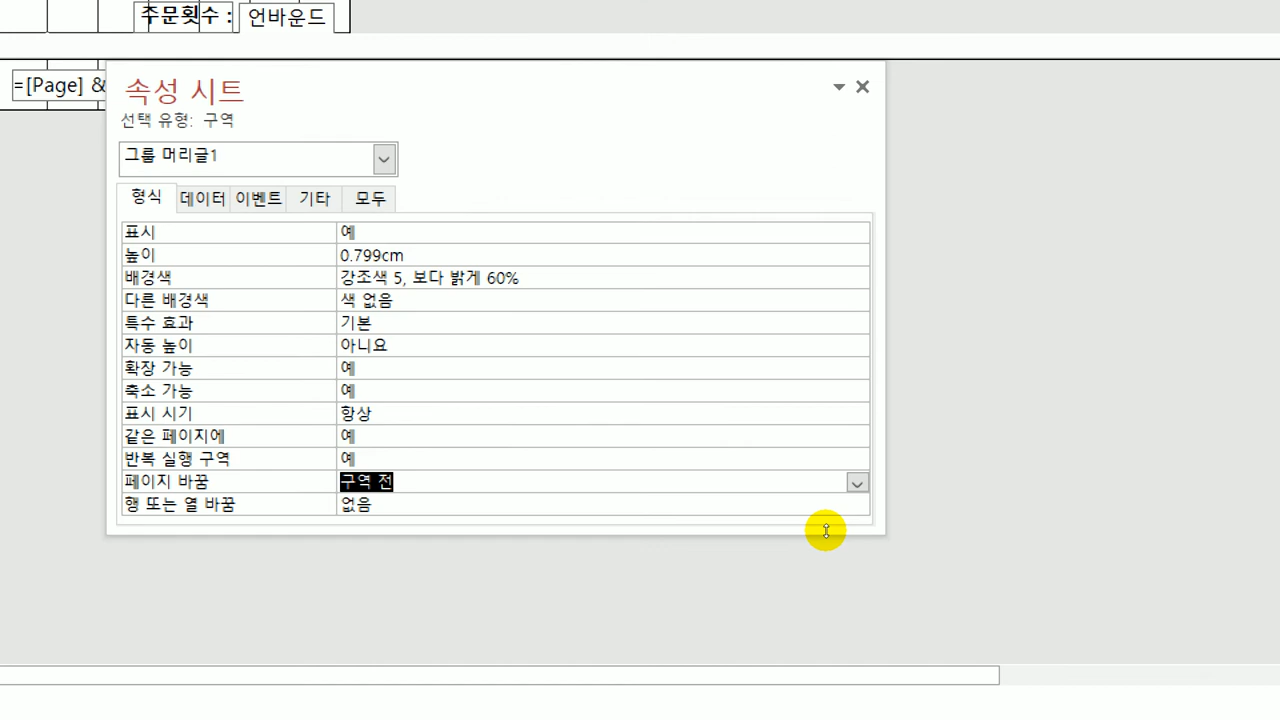 주문횟수 : 언바운드
=[Page] &
속성 시트
선택 유형: 구역
그룹 머리글1
형식 데이터 이벤트 기타 모두
표시 예
높이 0.799cm
배경색 강조색 5, 보다 밝게 60%
다른 배경색 색 없음
특수 효과 기본
자동 높이 아니요
확장 가능 예
축소 가능 예
표시 시기 항상
같은 페이지에 예
반복 실행 구역 예
페이지 바꿈 구역 전
행 또는 열 바꿈 없음